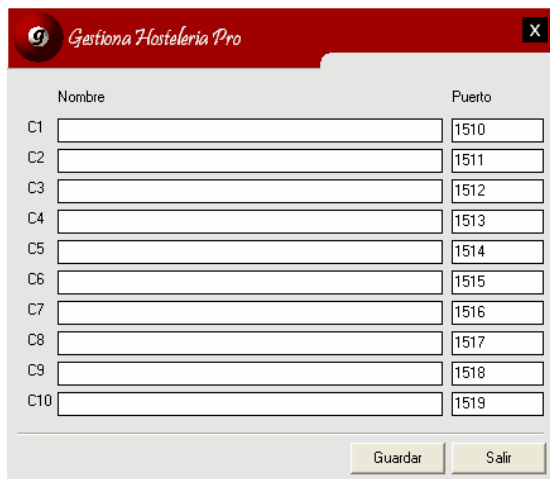 g Gestiona Hosteleria Pro X
Nombre Puerto
C1 1510
C2 1511
C3 1512
C4 1513
C5 1514
C6 1515
C7 1516
C8 1517
C9 1518
C10 1519
Guardar Salir